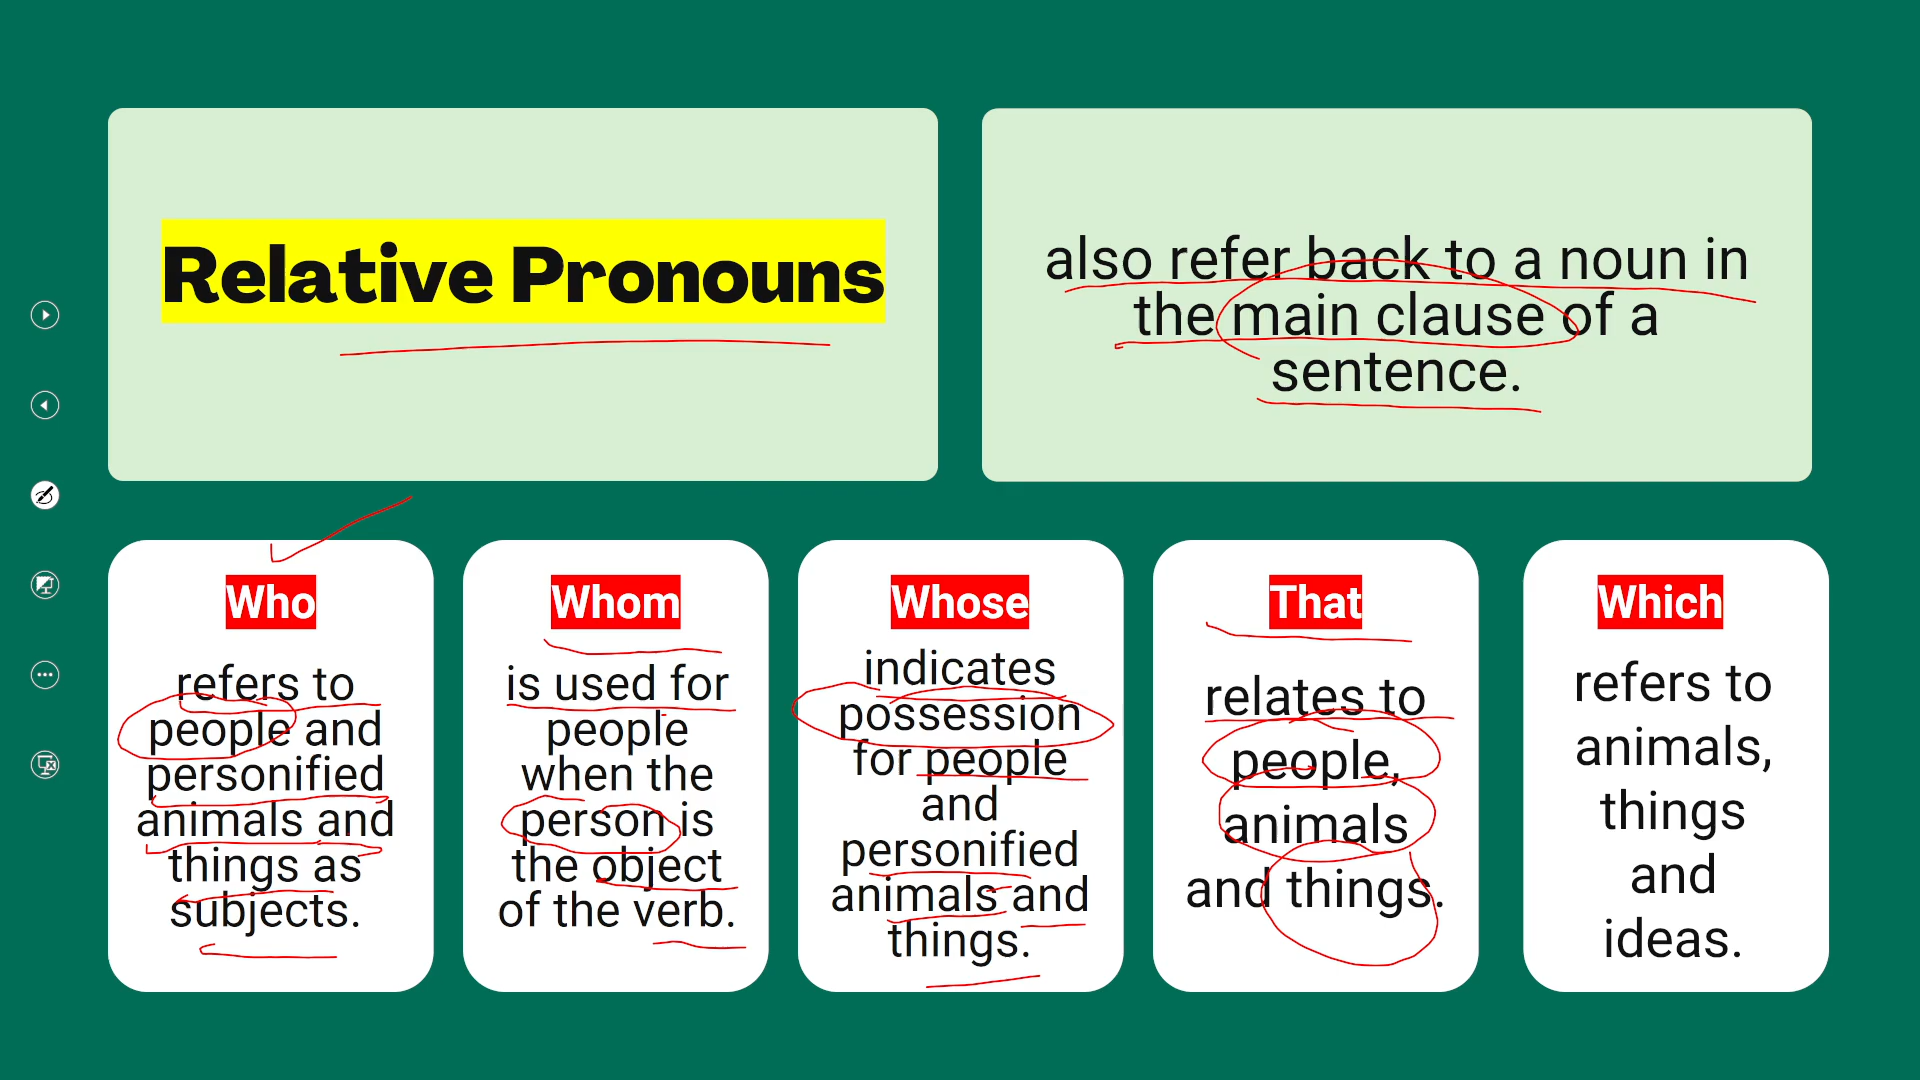 Relative Pronouns
also refer back to a noun in
the main clause of a
sentence.
Who
refers to
people and
personified
animals and
things as
subjects.
Whom
is used for
people
when the
person is
the object
of the verb.
Whose
indicates
possession
for people
and
personified
animals and
things.
That
relates to
people,
animals
and things.
Which
refers to
animals,
things
and
ideas.